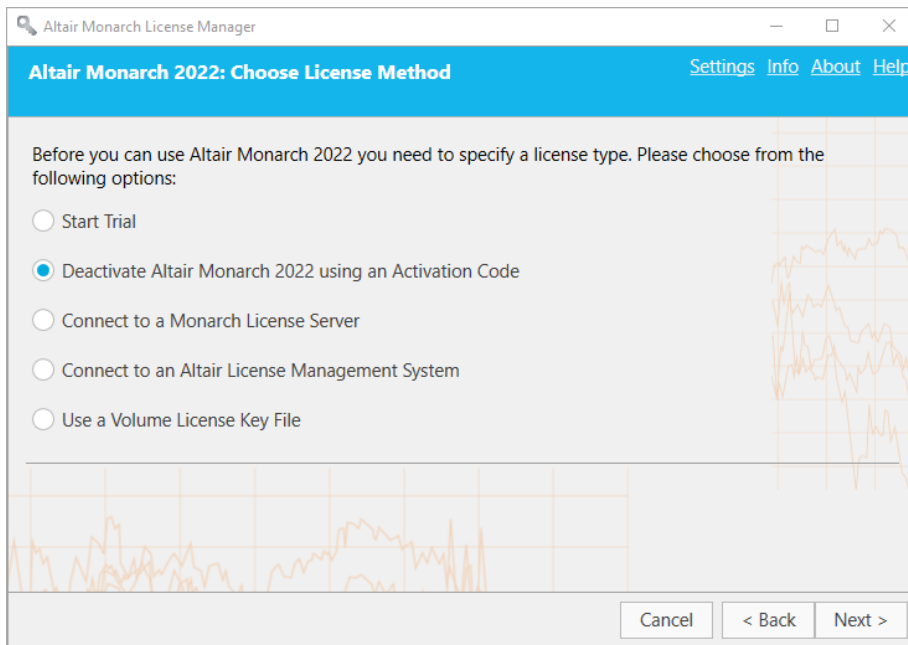 Altair Monarch License Manager
Altair Monarch 2022: Choose License Method
Settings Info About Help
Before you can use Altair Monarch 2022 you need to specify a license type. Please choose from the
following options:
Start Trial
Deactivate Altair Monarch 2022 using an Activation Code
Connect to a Monarch License Server
Connect to an Altair License Management System
Use a Volume License Key File
Cancel
< Back
Next >